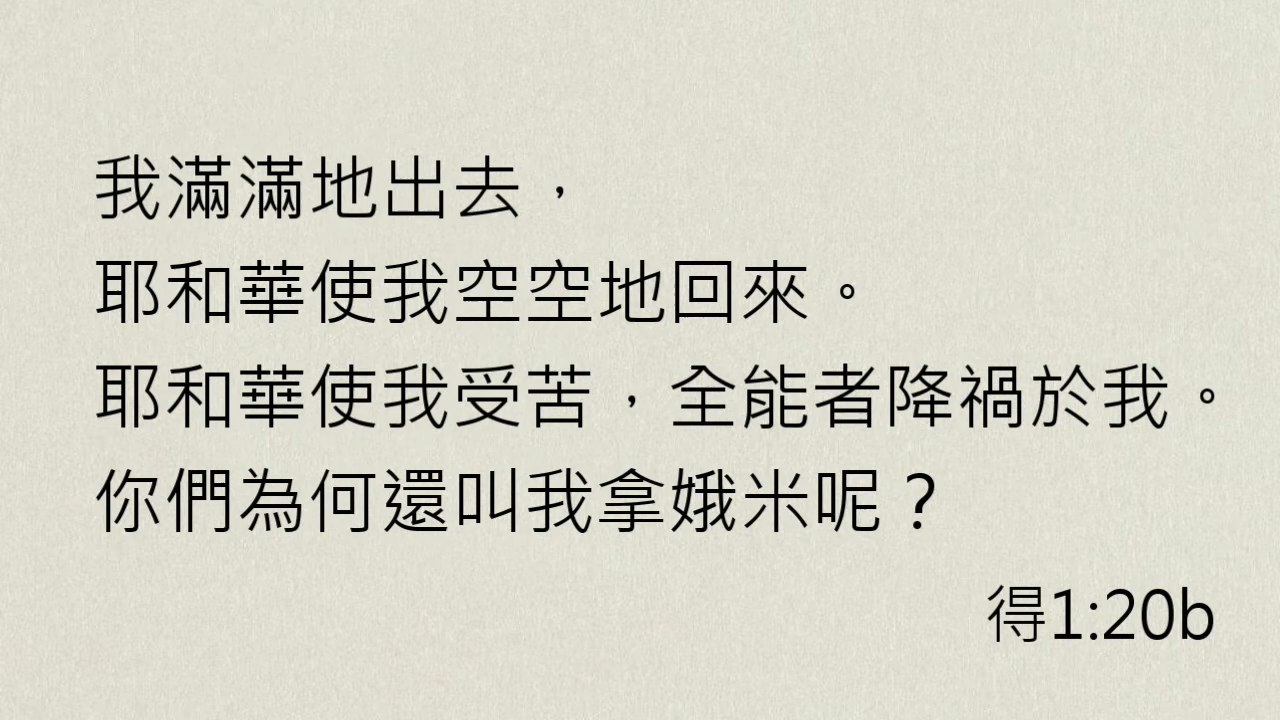 我滿滿地出去，
耶和華使我空空地回來。
耶和華使我受苦，全能者降禍於我。
你們為何還叫我拿娥米呢？
得1:20b